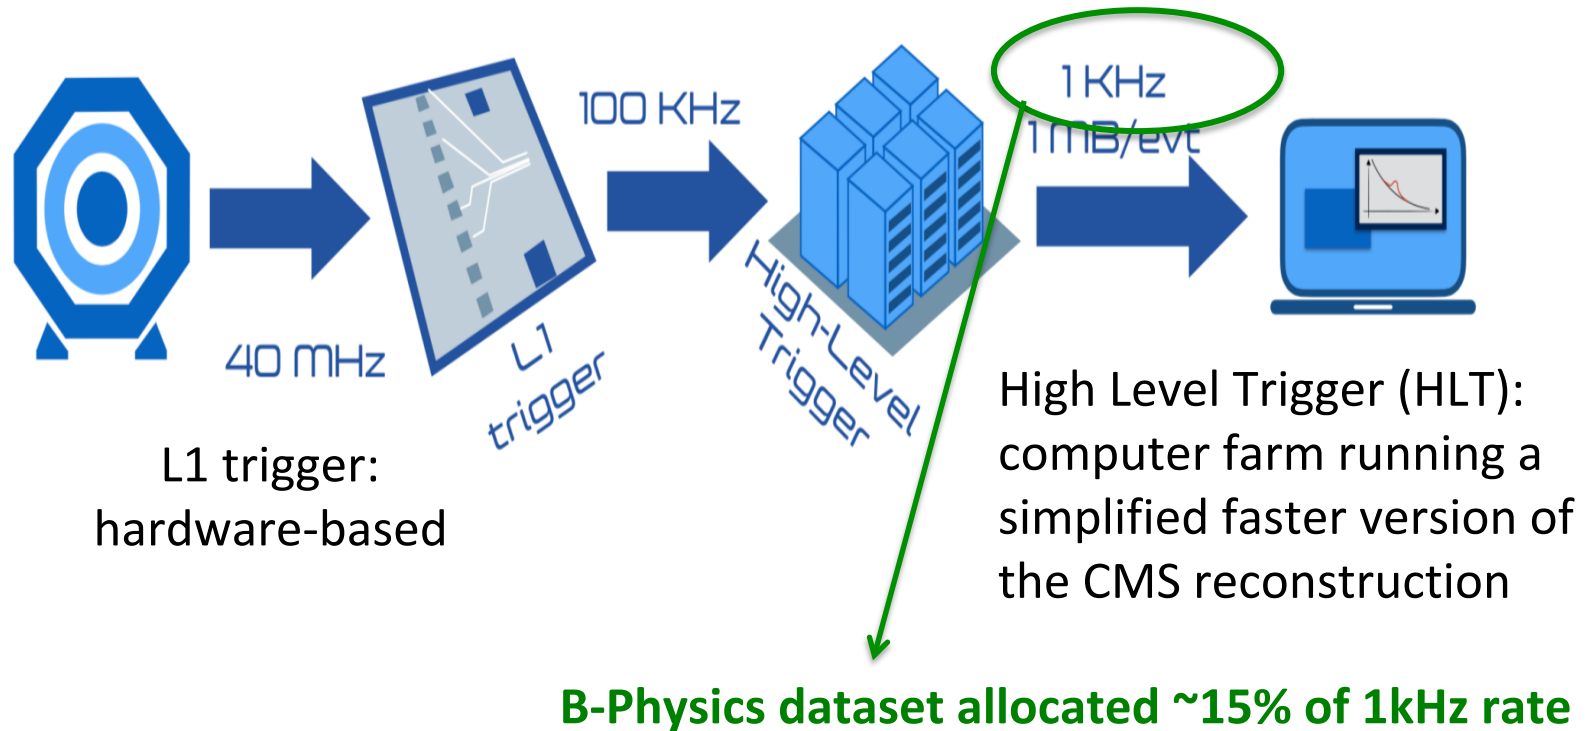 100 KHz
1 KHz
1 MB/evt
40 MHz
L1
trigger
High-Level
Trigger
L1 trigger:
hardware-based
High Level Trigger (HLT):
computer farm running a
simplified faster version of
the CMS reconstruction
B-Physics dataset allocated ~15% of 1kHz rate